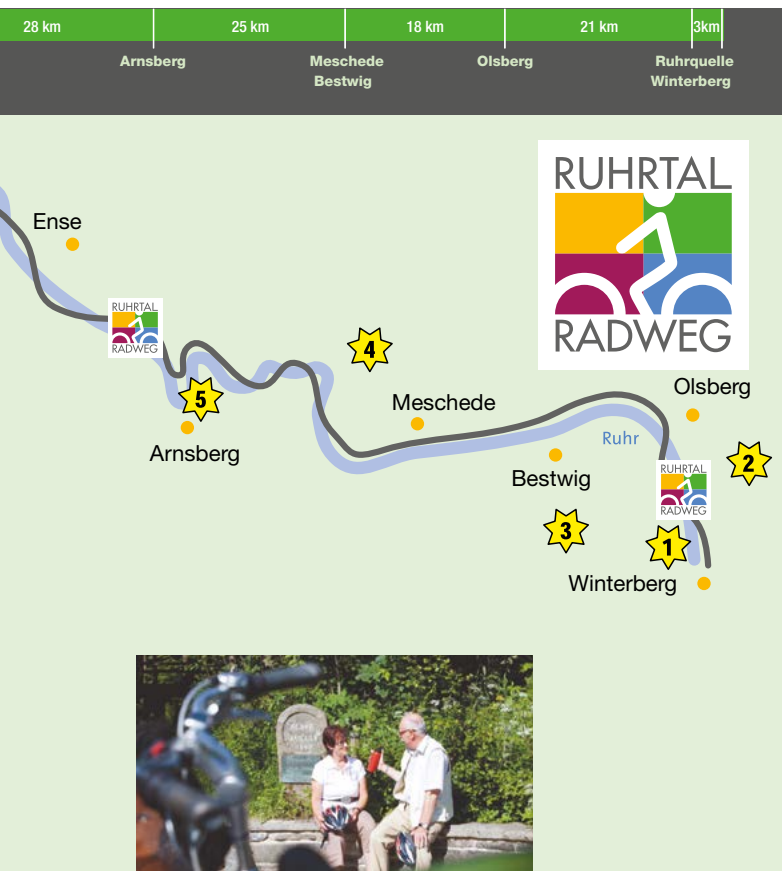 28 km
25 km
18 km
21 km
3km
Arnsberg
Meschede
Bestwig
Olsberg
Ruhrquelle
Winterberg
RUHRTAL
RADWEG
Ense
RUHRTAL
RADWEG
4
5
Arnsberg
Meschede
Olsberg
Ruhr
Bestwig
2
RUHRTAL
RADWEG
3
1
Winterberg